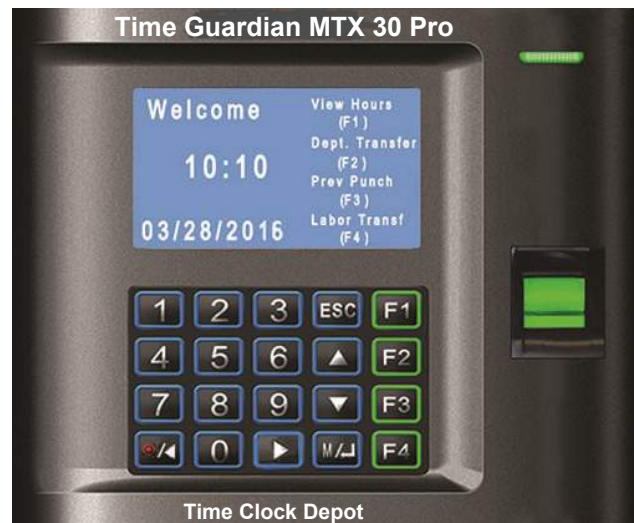 Time Guardian MTX 30 Pro
Welcome
10:10
03/28/2016
View Hours
(F1)
Dept. Transfer
(F2)
Prev Punch
(F3)
Labor Transf
(F4)
1 2 3 ESC F1
4 5 6 ▲ F2
7 8 9 ▼ F3
●/◀ 0 ▶ M/↵ F4
Time Clock Depot